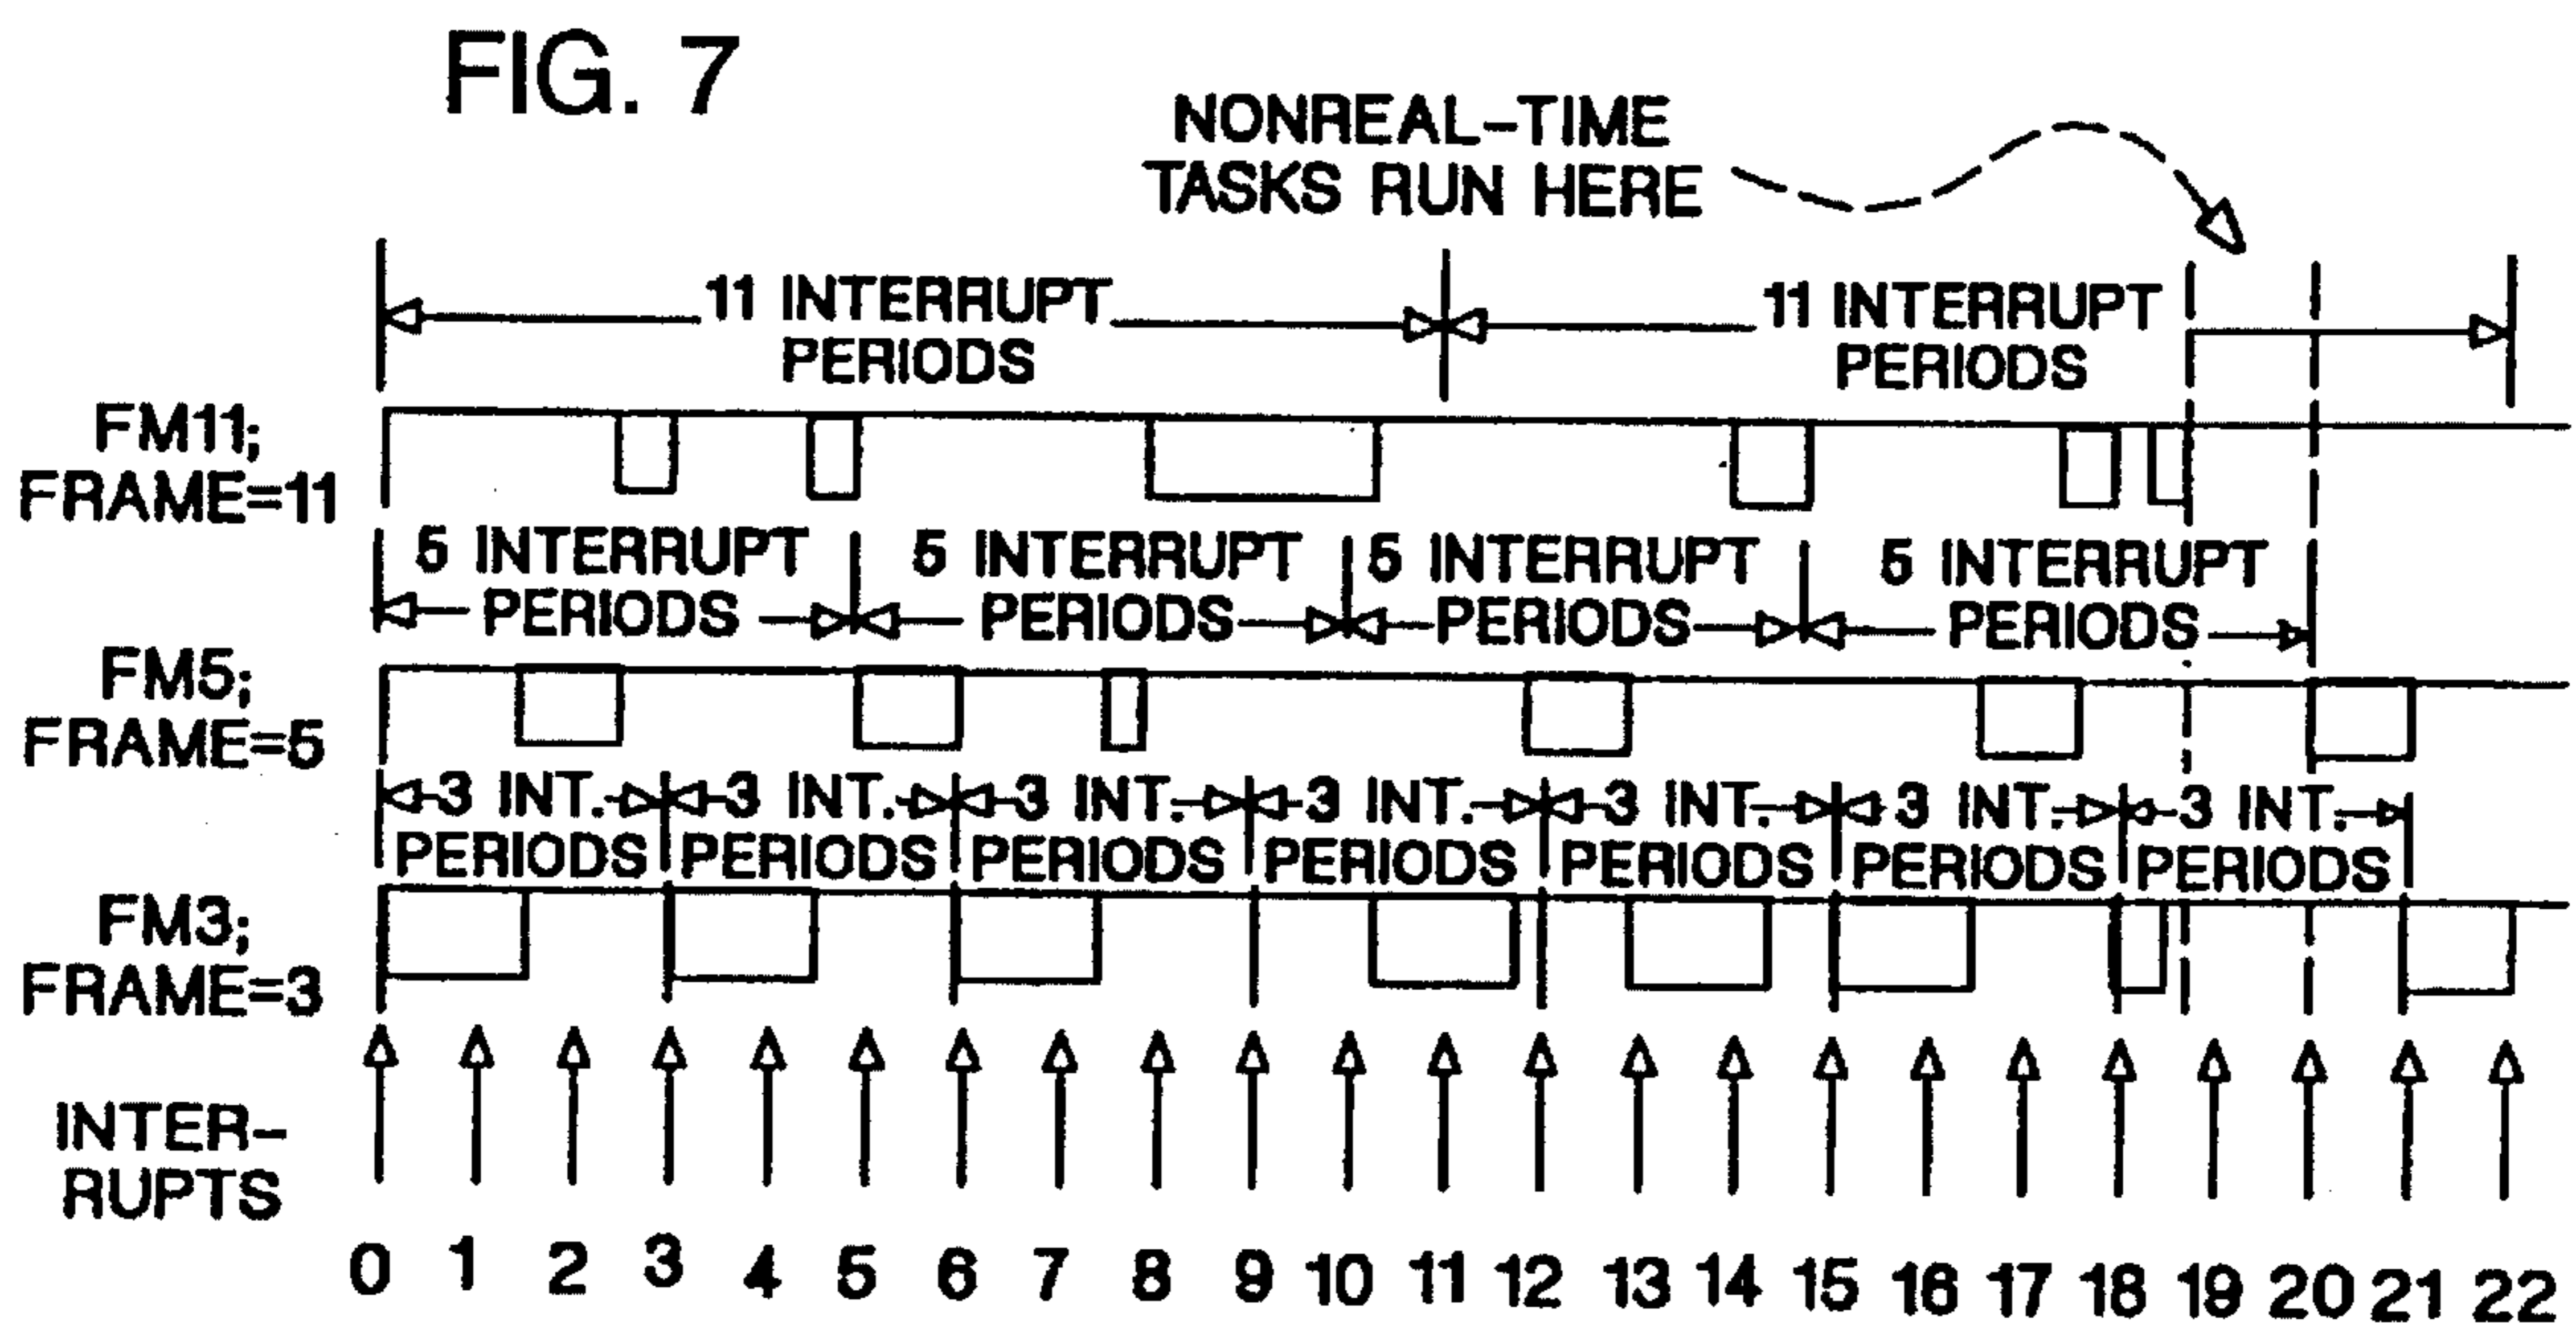 FIG. 7
NONREAL-TIME
TASKS RUN HERE
11 INTERRUPT
PERIODS
11 INTERRUPT
PERIODS
FM11;
FRAME=11
5 INTERRUPT
PERIODS
5 INTERRUPT
PERIODS
5 INTERRUPT
PERIODS
5 INTERRUPT
PERIODS
FM5;
FRAME=5
3 INT.
PERIODS
3 INT.
PERIODS
3 INT.
PERIODS
3 INT.
PERIODS
3 INT.
PERIODS
3 INT.
PERIODS
3 INT.
PERIODS
FM3;
FRAME=3
INTER-
RUPTS
0 1 2 3 4 5 6 7 8 9 10 11 12 13 14 15 16 17 18 19 20 21 22